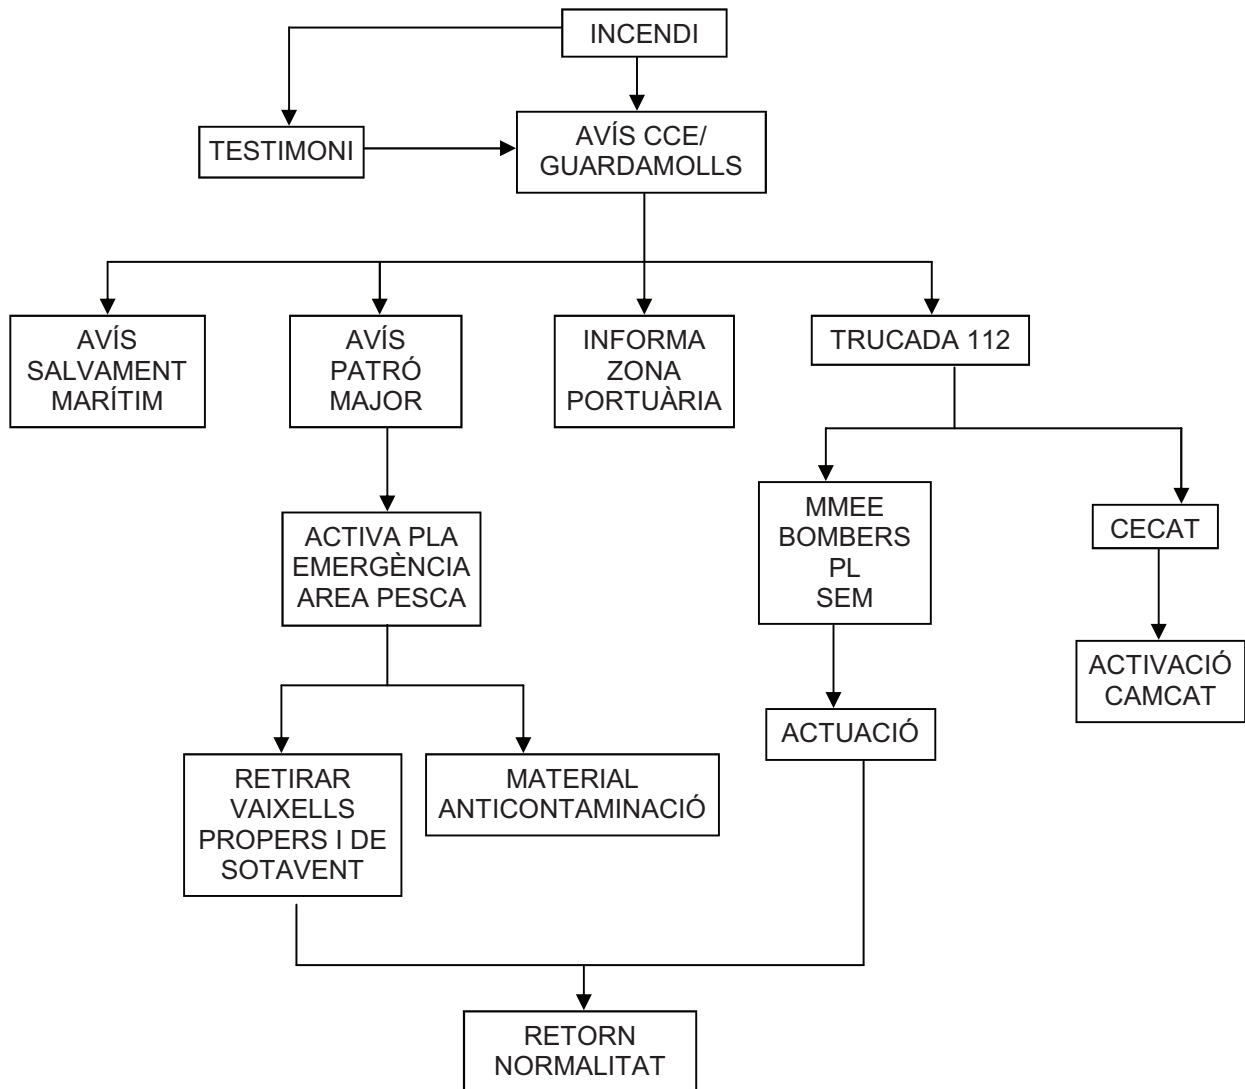 INCENDI
TESTIMONI
AVÍS CCE/
GUARDAMOLLS
AVÍS
SALVAMENT
MARÍTIM
AVÍS
PATRÓ
MAJOR
INFORMA
ZONA
PORTUÀRIA
TRUCADA 112
ACTIVA PLA
EMERGÈNCIA
AREA PESCA
MMEE
BOMBERS
PL
SEM
CECAT
ACTIVACIÓ
CAMCAT
ACTUACIÓ
RETIRAR
VAIXELLS
PROPERS I DE
SOTAVENT
MATERIAL
ANTICONTAMINACIÓ
RETORN
NORMALITAT